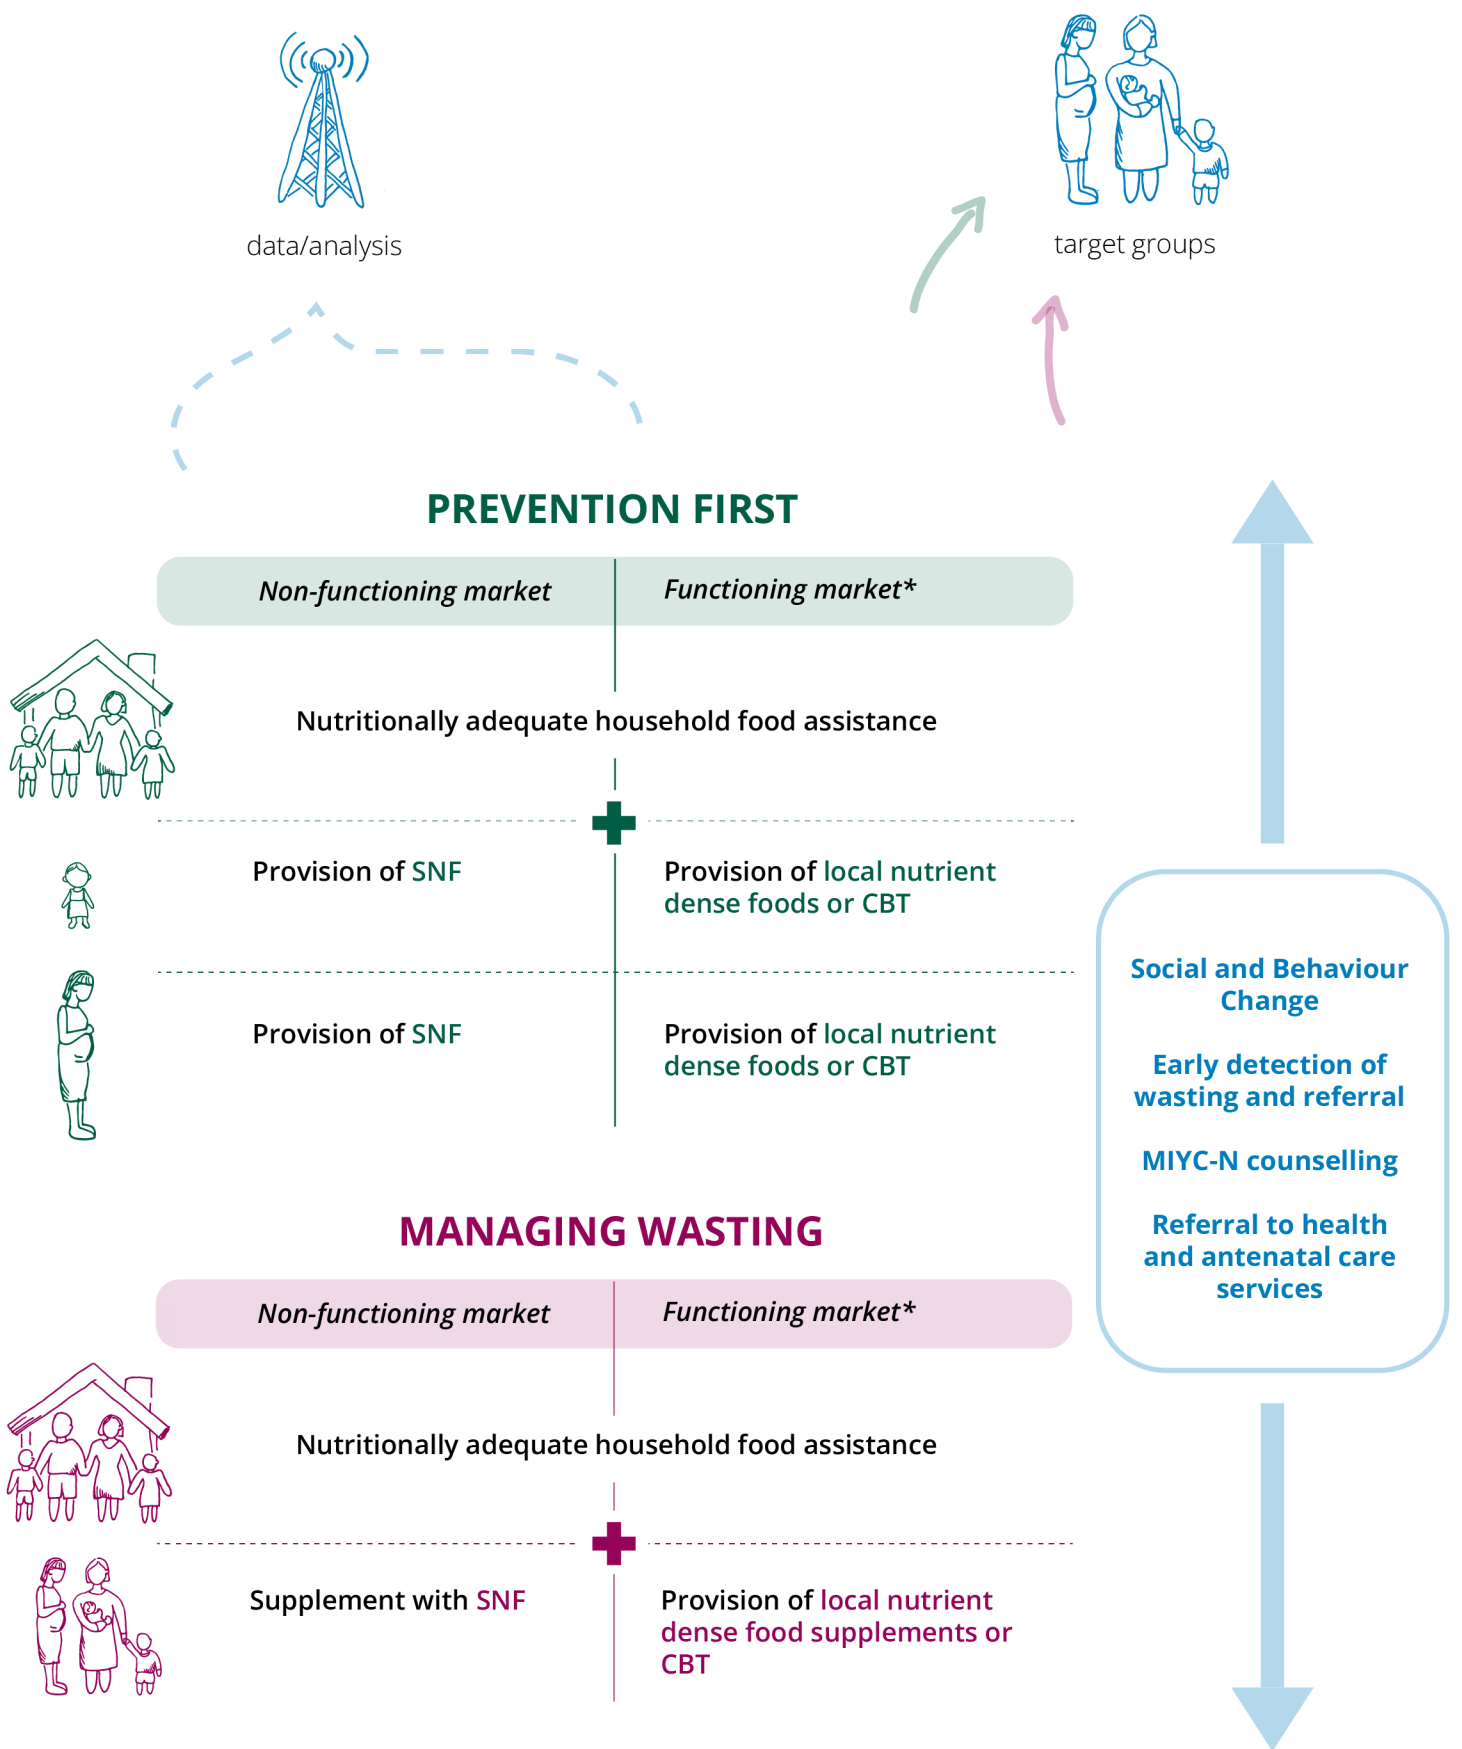 data/analysis
target groups
PREVENTION FIRST
Non-functioning market
Functioning market*
Nutritionally adequate household food assistance
Provision of SNF
Provision of local nutrient
dense foods or CBT
Provision of SNF
Provision of local nutrient
dense foods or CBT
Social and Behaviour
Change
Early detection of
wasting and referral
MIYC-N counselling
Referral to health
and antenatal care
services
MANAGING WASTING
Non-functioning market
Functioning market*
Nutritionally adequate household food assistance
Supplement with SNF
Provision of local nutrient
dense food supplements or
CBT